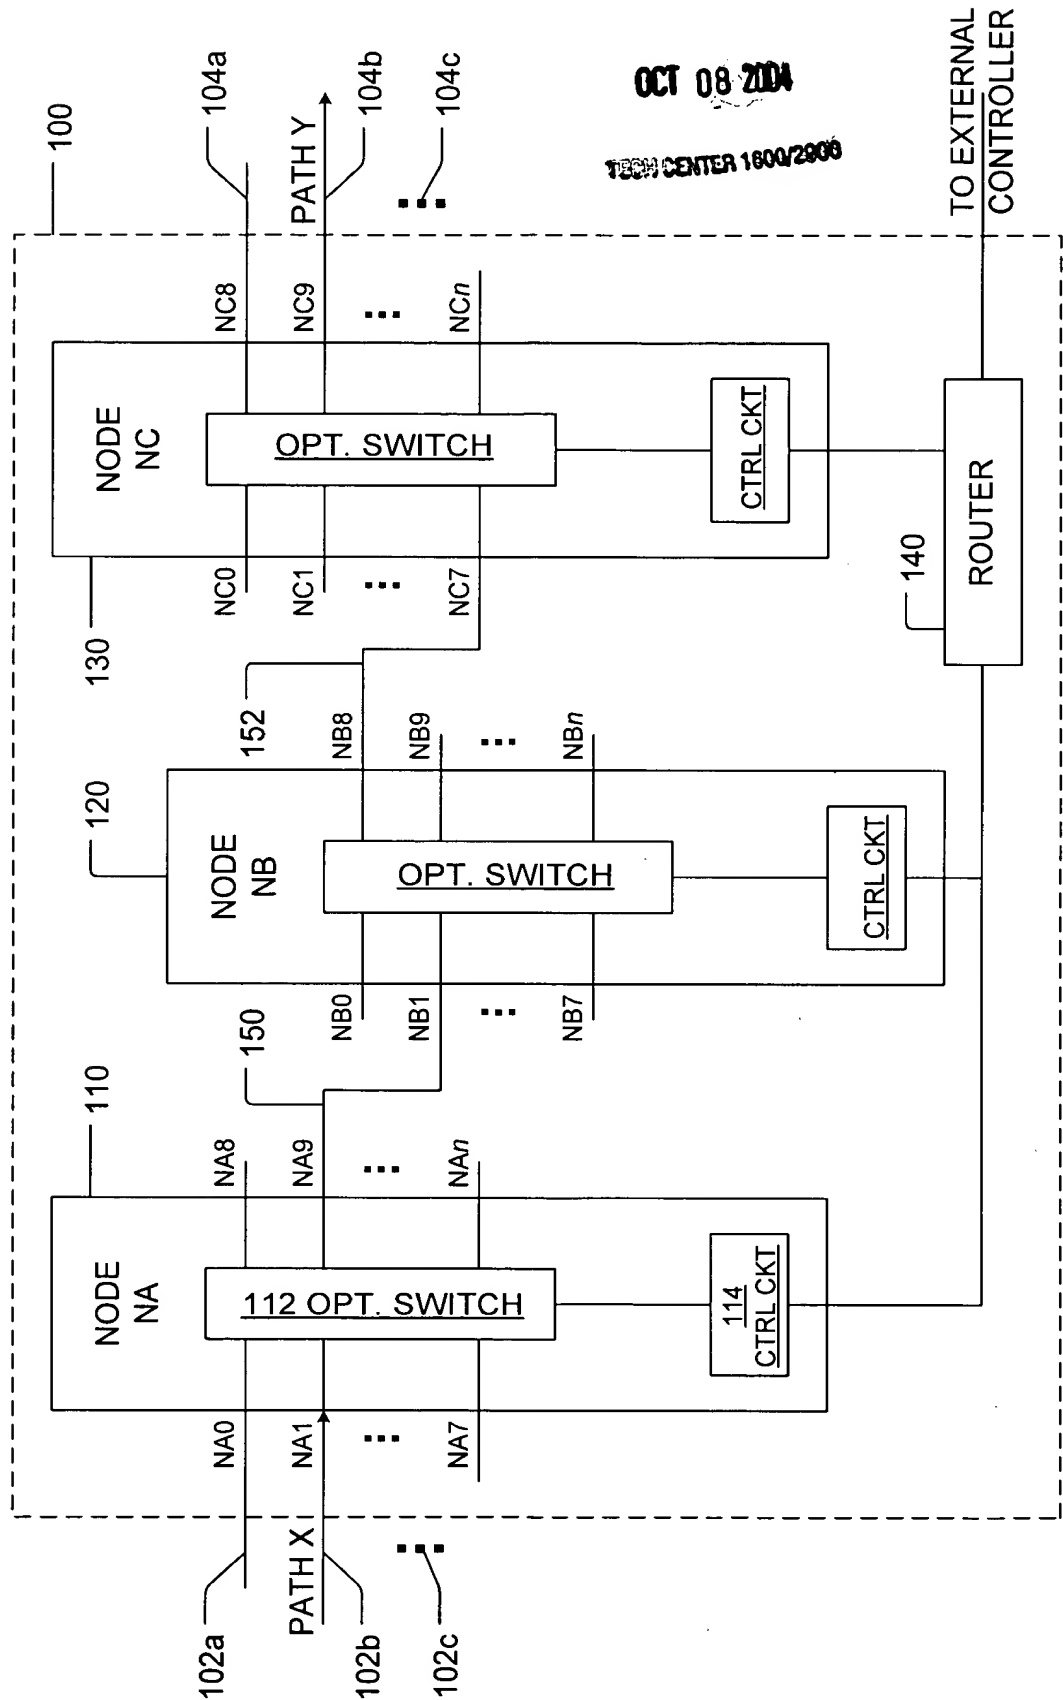 100
102a
PATH X
102b
102c
110
NODE
NA
NA0
NA1
...
NA7
112 OPT. SWITCH
114
CTRL CKT
NA8
NA9
...
NAn
150
120
NODE
NB
NB0
NB1
...
NB7
OPT. SWITCH
CTRL CKT
NB8
NB9
...
NBn
152
130
NODE
NC
NC0
NC1
...
NC7
OPT. SWITCH
CTRL CKT
NC8
NC9
...
NCn
104a
PATH Y
104b
104c
140
ROUTER
TO EXTERNAL
CONTROLLER
OCT 08 2004
TECH CENTER 1600/2900